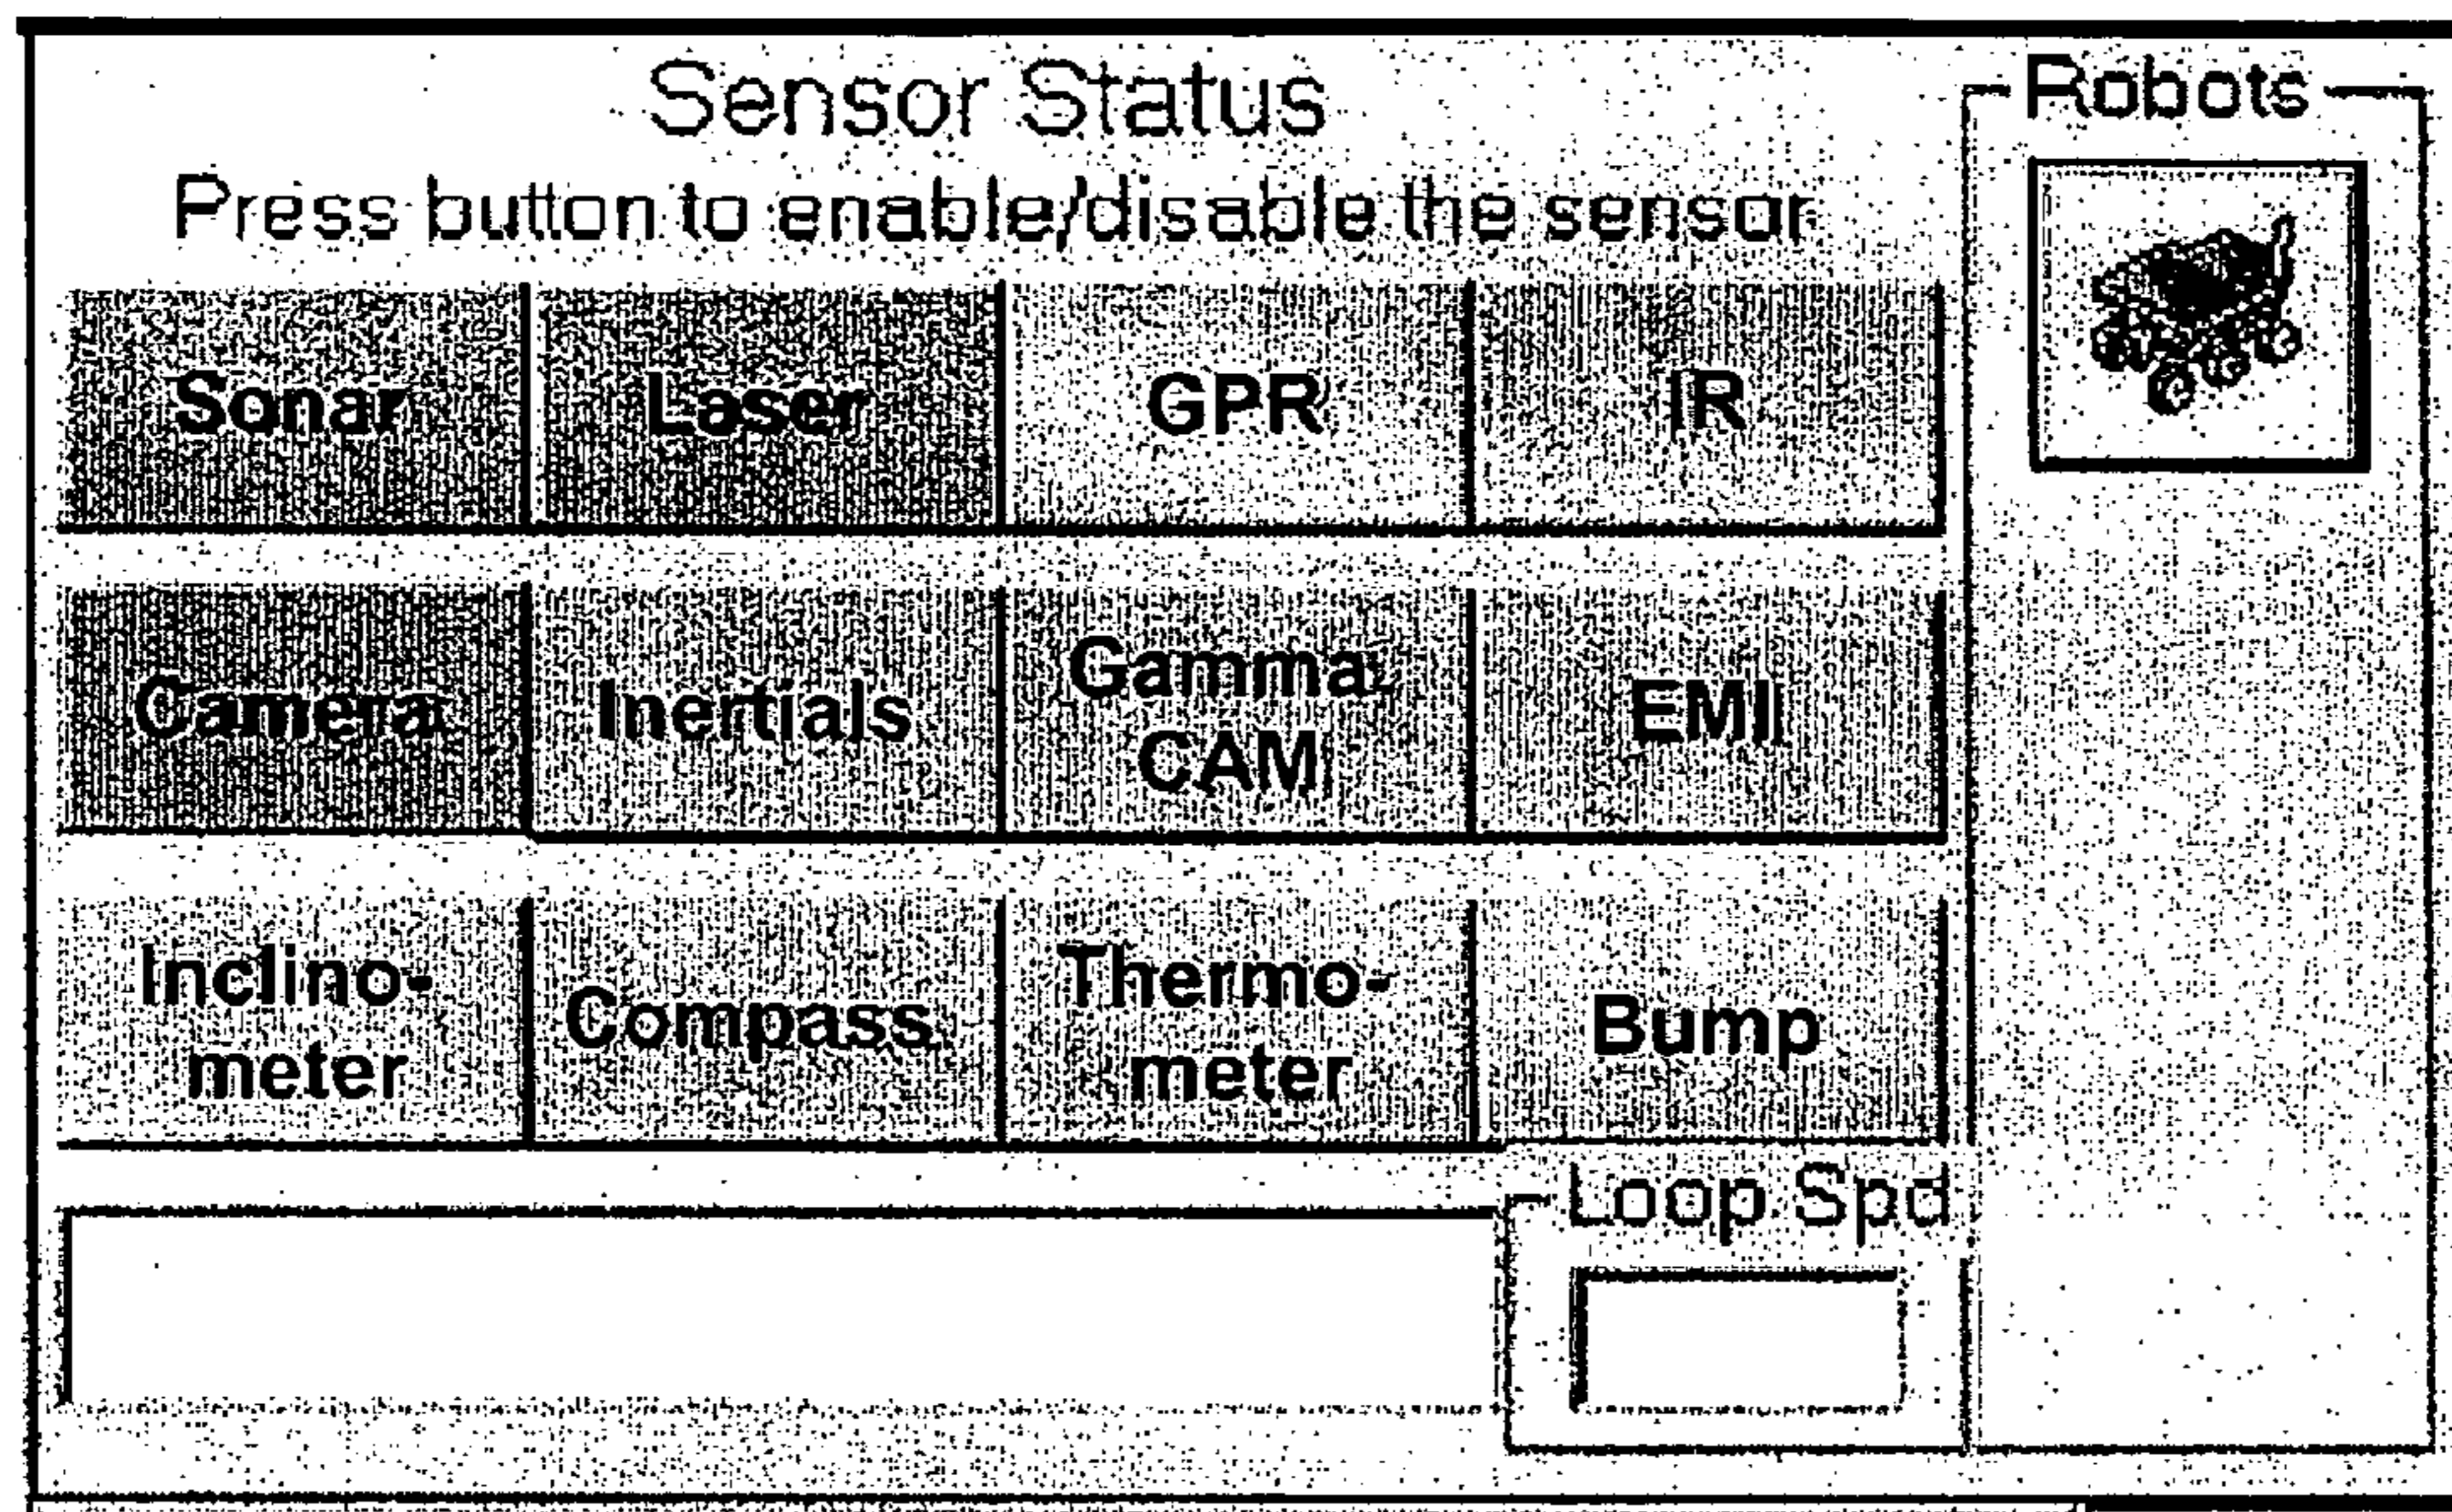 Sensor Status
Robots
Press button to enable/disable the sensor
Sonar
Laser
GPR
IR
Camera
Inertials
Gamma
CAM
EMI
Inclino-
meter
Compass
Thermo-
meter
Bump
Loop Spd